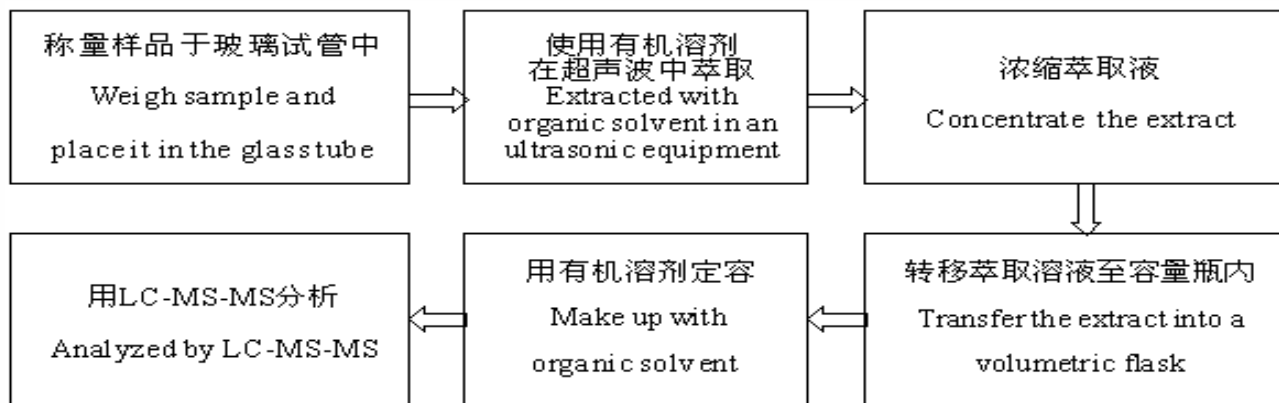 称量样品于玻璃试管中
Weigh sample and
place it in the glass tube
使用有机溶剂
在超声波中萃取
Extracted with
organic solvent in an
ultrasonic equipment
浓缩萃取液
Concentrate the extract
转移萃取溶液至容量瓶内
Transfer the extract into a
volumetric flask
用有机溶剂定容
Make up with
organic solvent
用LC-MS-MS分析
Analyzed by LC-MS-MS